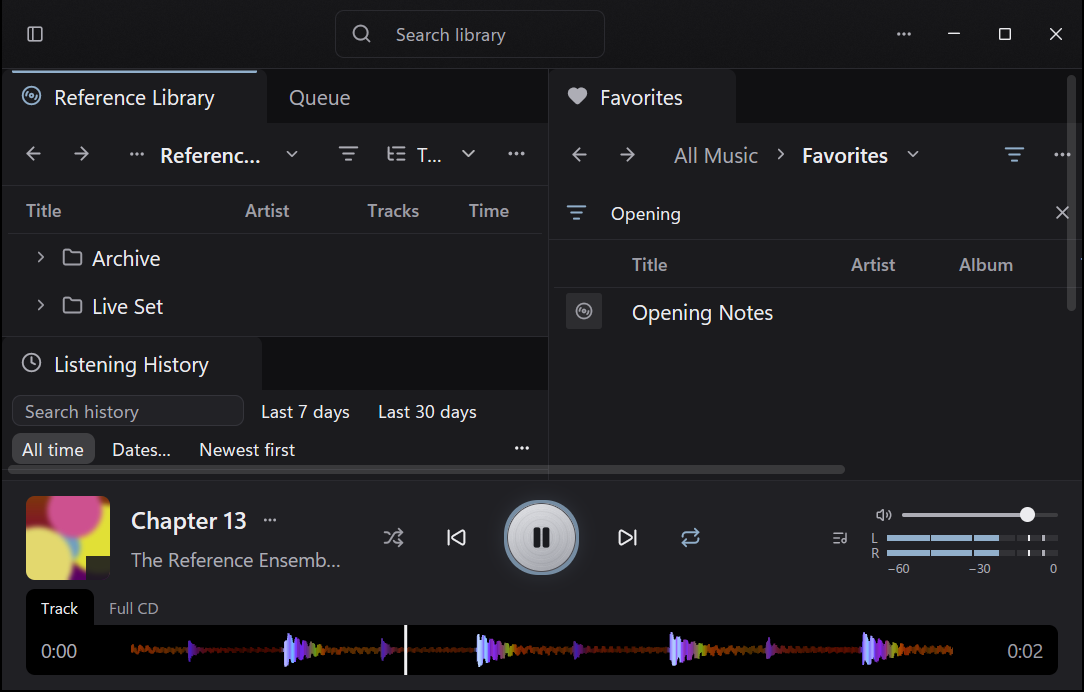 Search library
Reference Library
Queue
Referenc...
T...
Title Artist Tracks Time
Archive
Live Set
Listening History
Search history Last 7 days Last 30 days
All time Dates... Newest first
Favorites
All Music Favorites
Opening
Title Artist Album
Opening Notes
Chapter 13
The Reference Ensemb...
L
R
-60 -30 0
Track Full CD
0:00 0:02